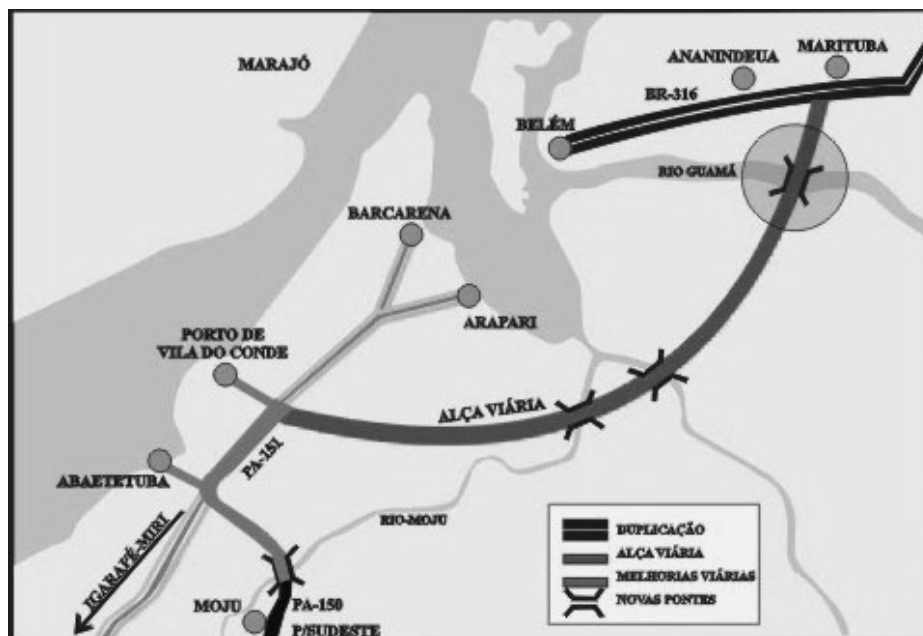 MARAJÓ
ANANINDEUA
MARITUBA
BR-316
BELÉM
RIO GUAMÁ
BARCARENA
ARAPARI
PORTO DE
VILA DO CONDE
ALÇA VIÁRIA
PA-151
ABAETETUBA
RIO-MOJU
IGARAPÉ-MIRI
MOJU
PA-150
P/SUDESTE
DUPLICAÇÃO
ALÇA VIÁRIA
MELHORIAS VIÁRIAS
NOVAS PONTES